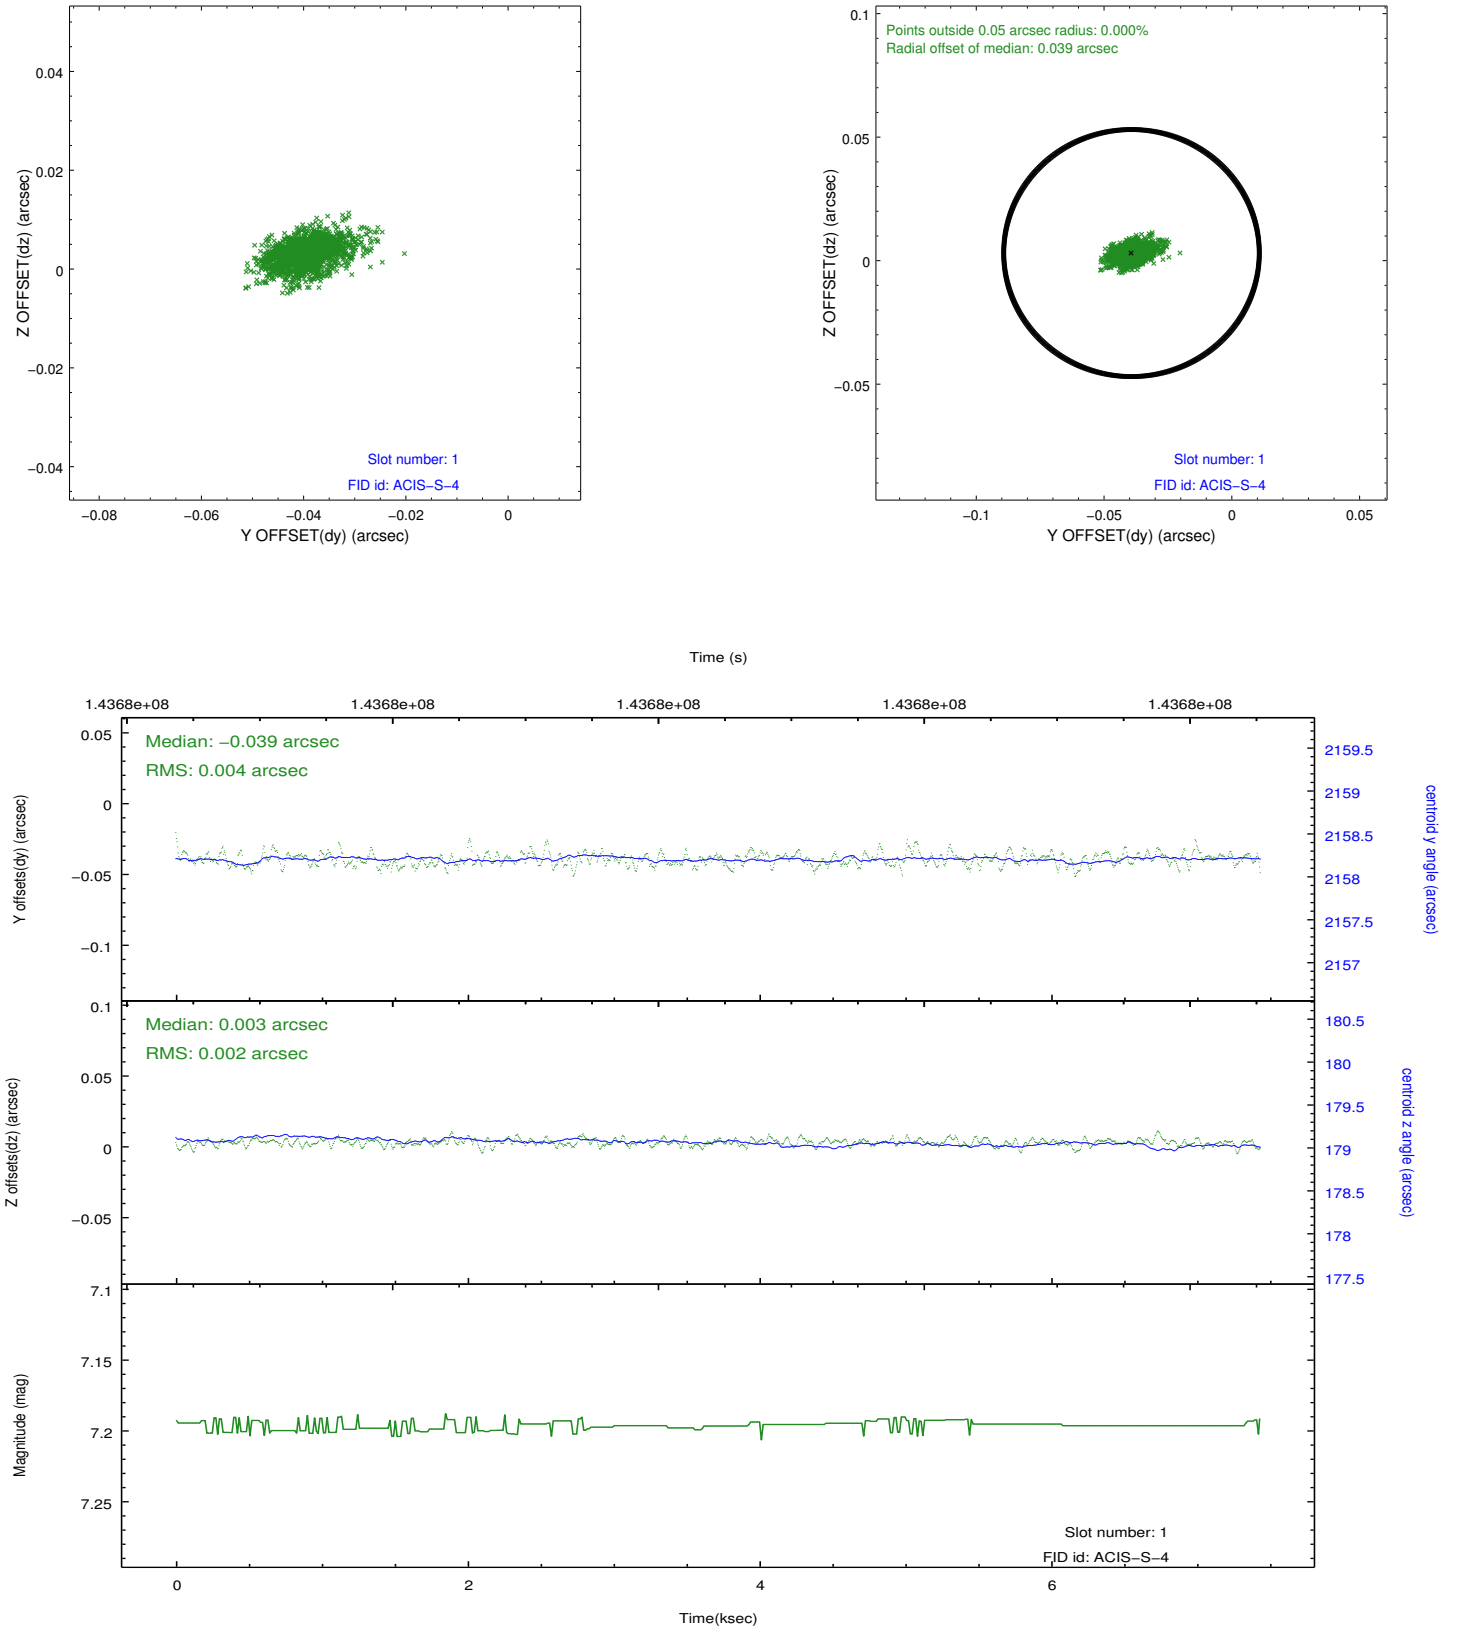 0.04
0.02
0
−0.02
−0.04
Z OFFSET(dz) (arcsec)
Slot number: 1
FID id: ACIS−S−4
−0.08
−0.06
−0.04
−0.02
0
Y OFFSET(dy) (arcsec)
Points outside 0.05 arcsec radius: 0.000%
Radial offset of median: 0.039 arcsec
0.1
0.05
0
−0.05
Z OFFSET(dz) (arcsec)
Slot number: 1
FID id: ACIS−S−4
−0.1
−0.05
0
0.05
Y OFFSET(dy) (arcsec)
Time (s)
1.4368e+08
1.4368e+08
1.4368e+08
1.4368e+08
1.4368e+08
Median: −0.039 arcsec
RMS: 0.004 arcsec
0.05
0
−0.05
−0.1
Y offsets(dy) (arcsec)
2159.5
2159
2158.5
2158
2157.5
2157
centroid y angle (arcsec)
Median: 0.003 arcsec
RMS: 0.002 arcsec
0.1
0.05
0
−0.05
Z offsets(dz) (arcsec)
180.5
180
179.5
179
178.5
178
177.5
centroid z angle (arcsec)
7.1
7.15
7.2
7.25
Magnitude (mag)
Slot number: 1
FID id: ACIS−S−4
0
2
4
6
Time(ksec)